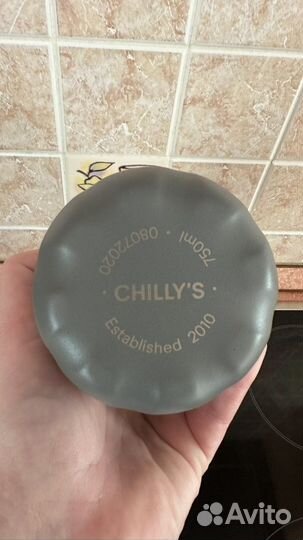 08072020 · 750ml
· CHILLY'S ·
Established 2010
Avito